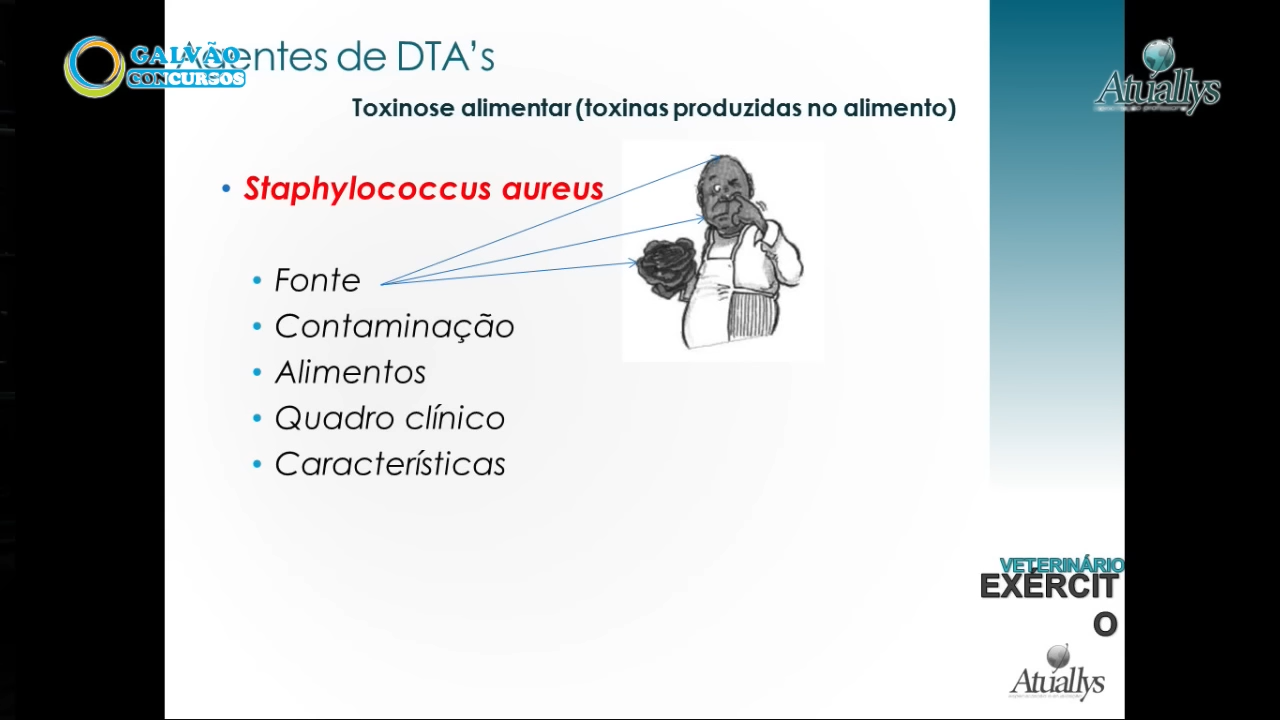 Agentes de DTA's
GALVÃO
CONCURSOS
Atuallys
Toxinose alimentar (toxinas produzidas no alimento)
• Staphylococcus aureus
• Fonte
• Contaminação
• Alimentos
• Quadro clínico
• Características
VETERINÁRIO
EXÉRCIT
O
Atuallys